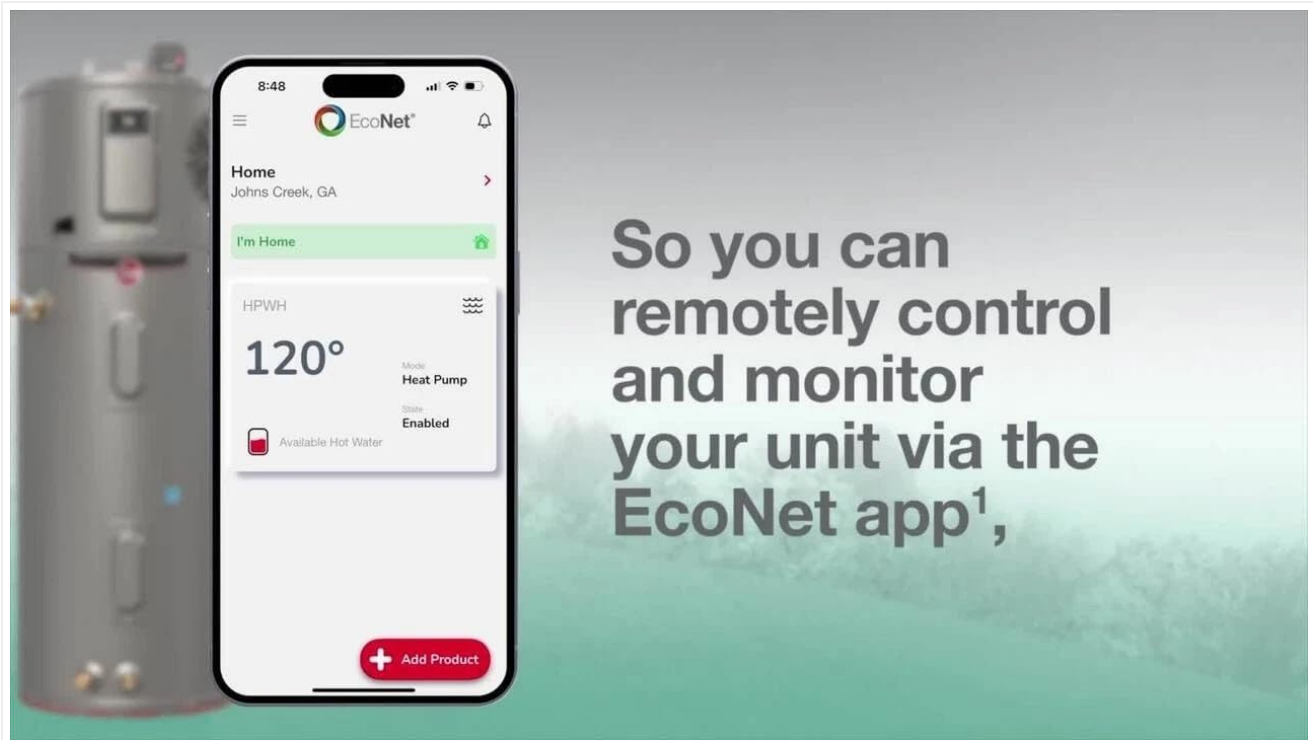 8:48
EcoNet®
Home
Johns Creek, GA
I'm Home
HPWH
120°
Mode
Heat Pump
State
Enabled
Available Hot Water
Add Product
So you can
remotely control
and monitor
your unit via the
EcoNet app¹,